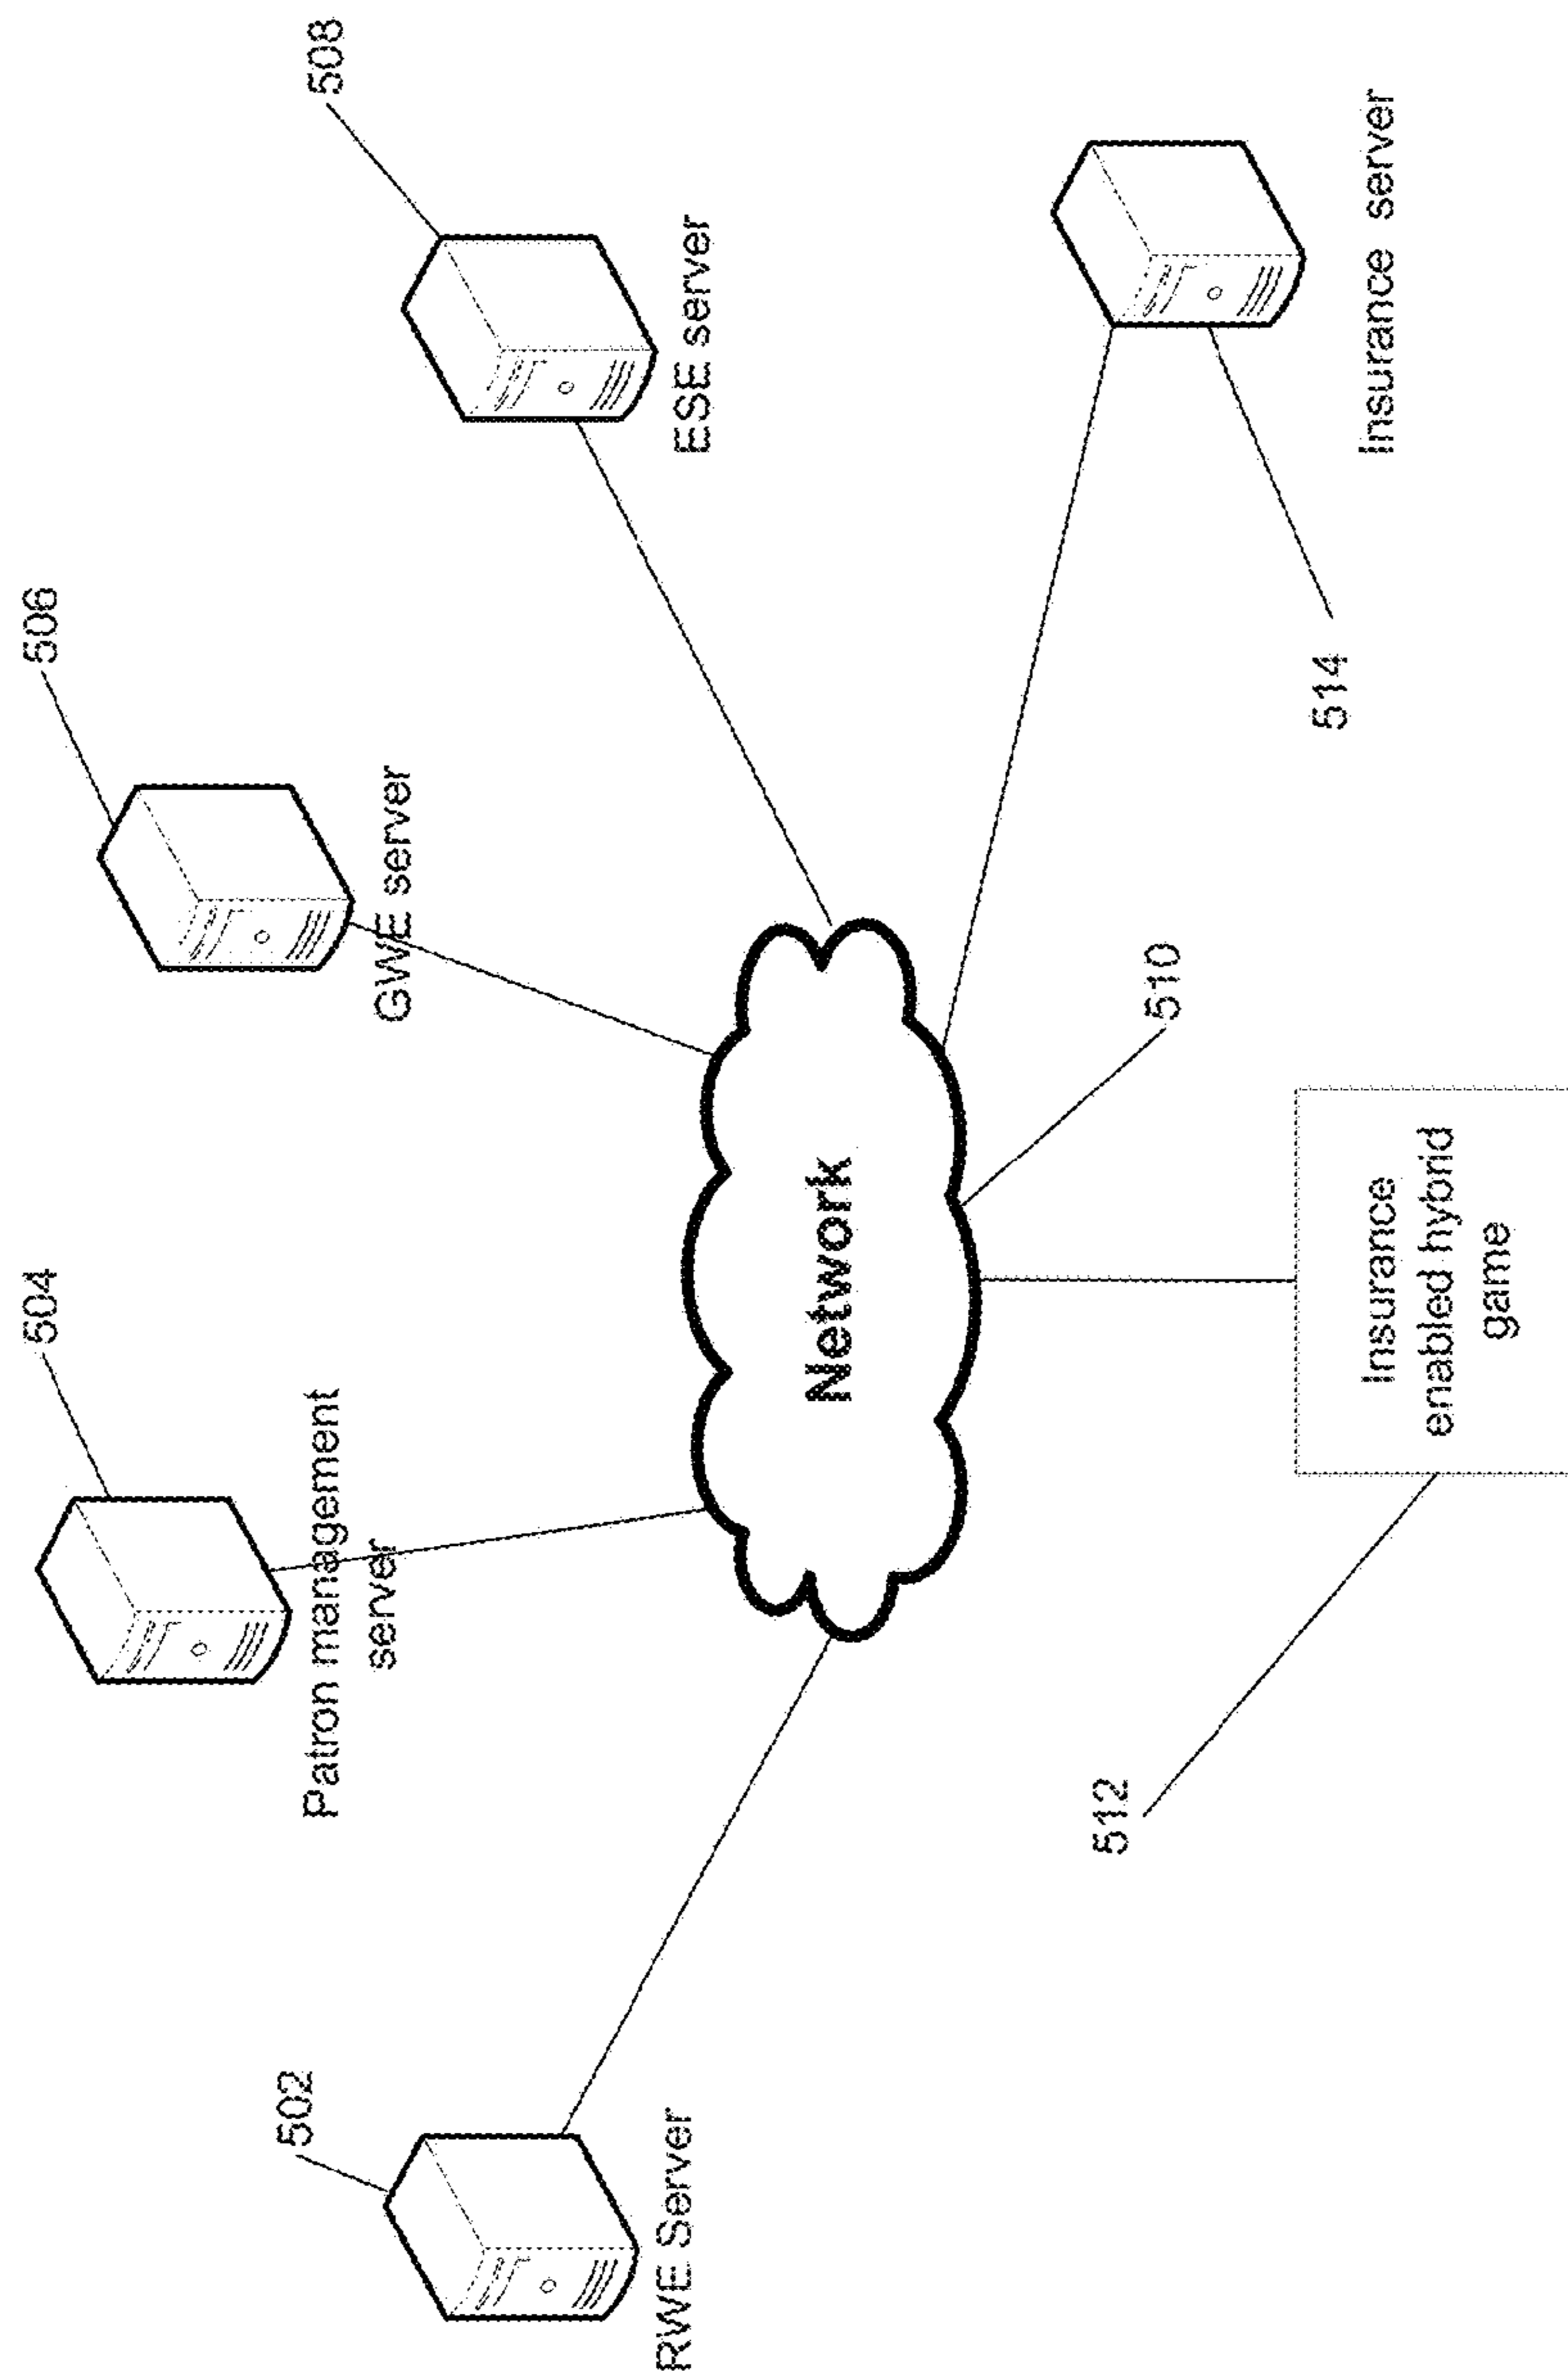 504
506
508
502
Patron management
server
GWE server
ESE server
RWE Server
Network
510
512
514
Insurance
enabled hybrid
game
Insurance server